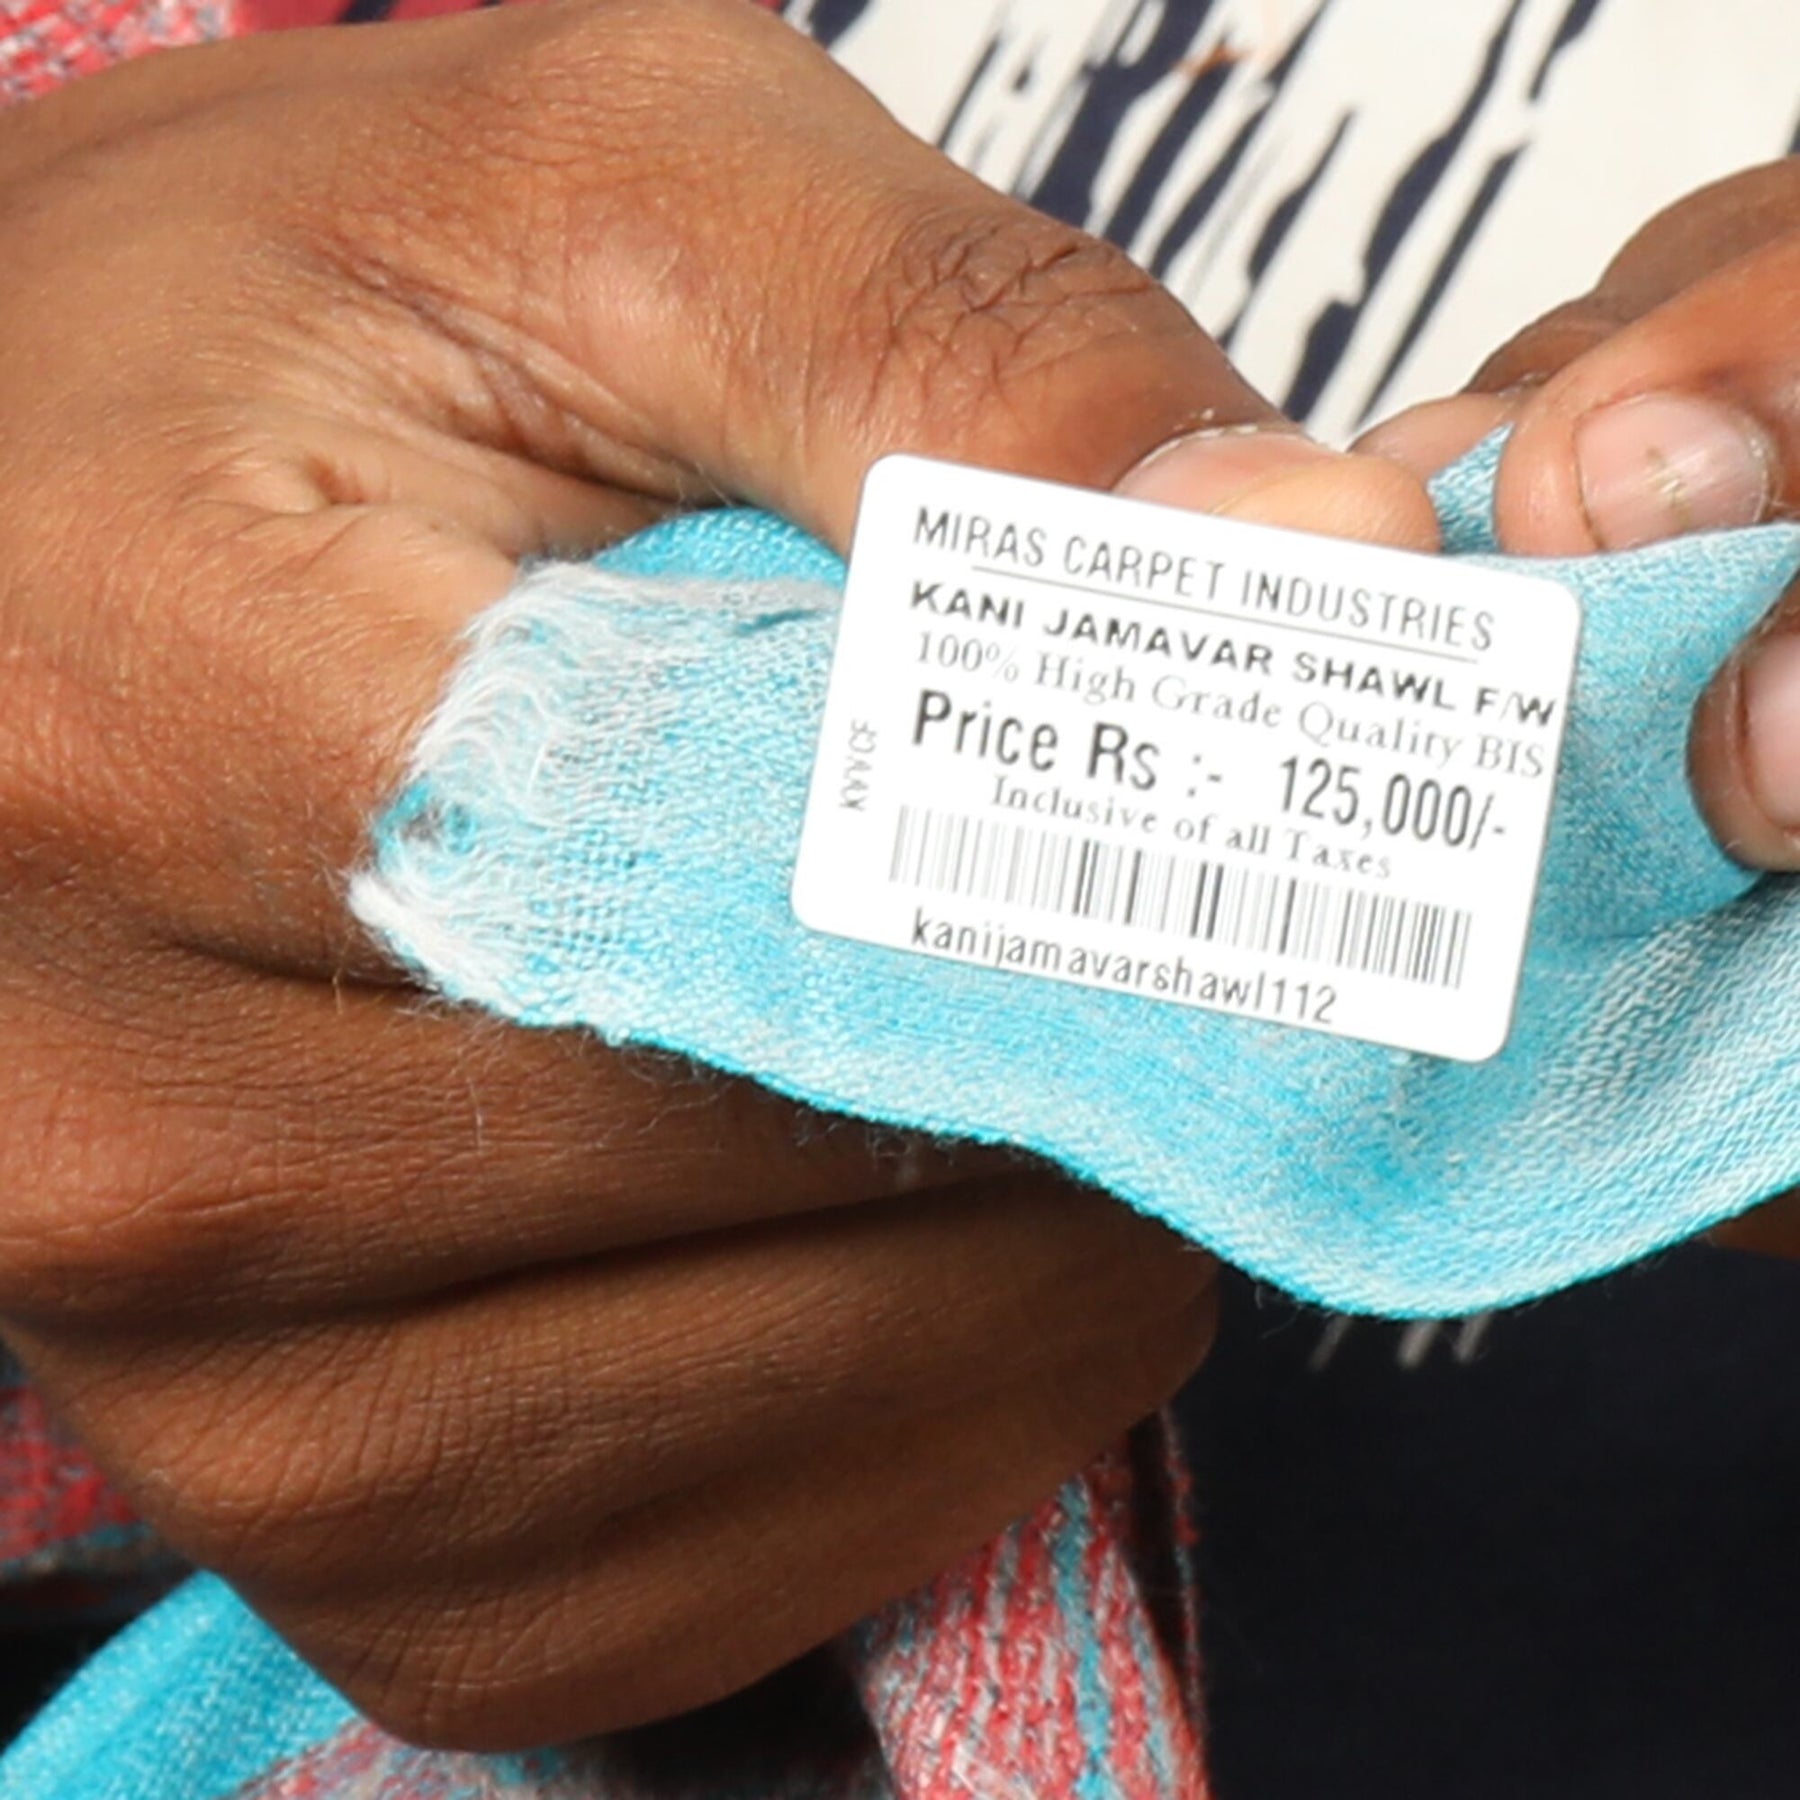 MIRAS CARPET INDUSTRIES
KANI JAMAVAR SHAWL F/W
100% High Grade Quality BIS
Price Rs :- 125,000/-
Inclusive of all Taxes
kanijamavarshawl112